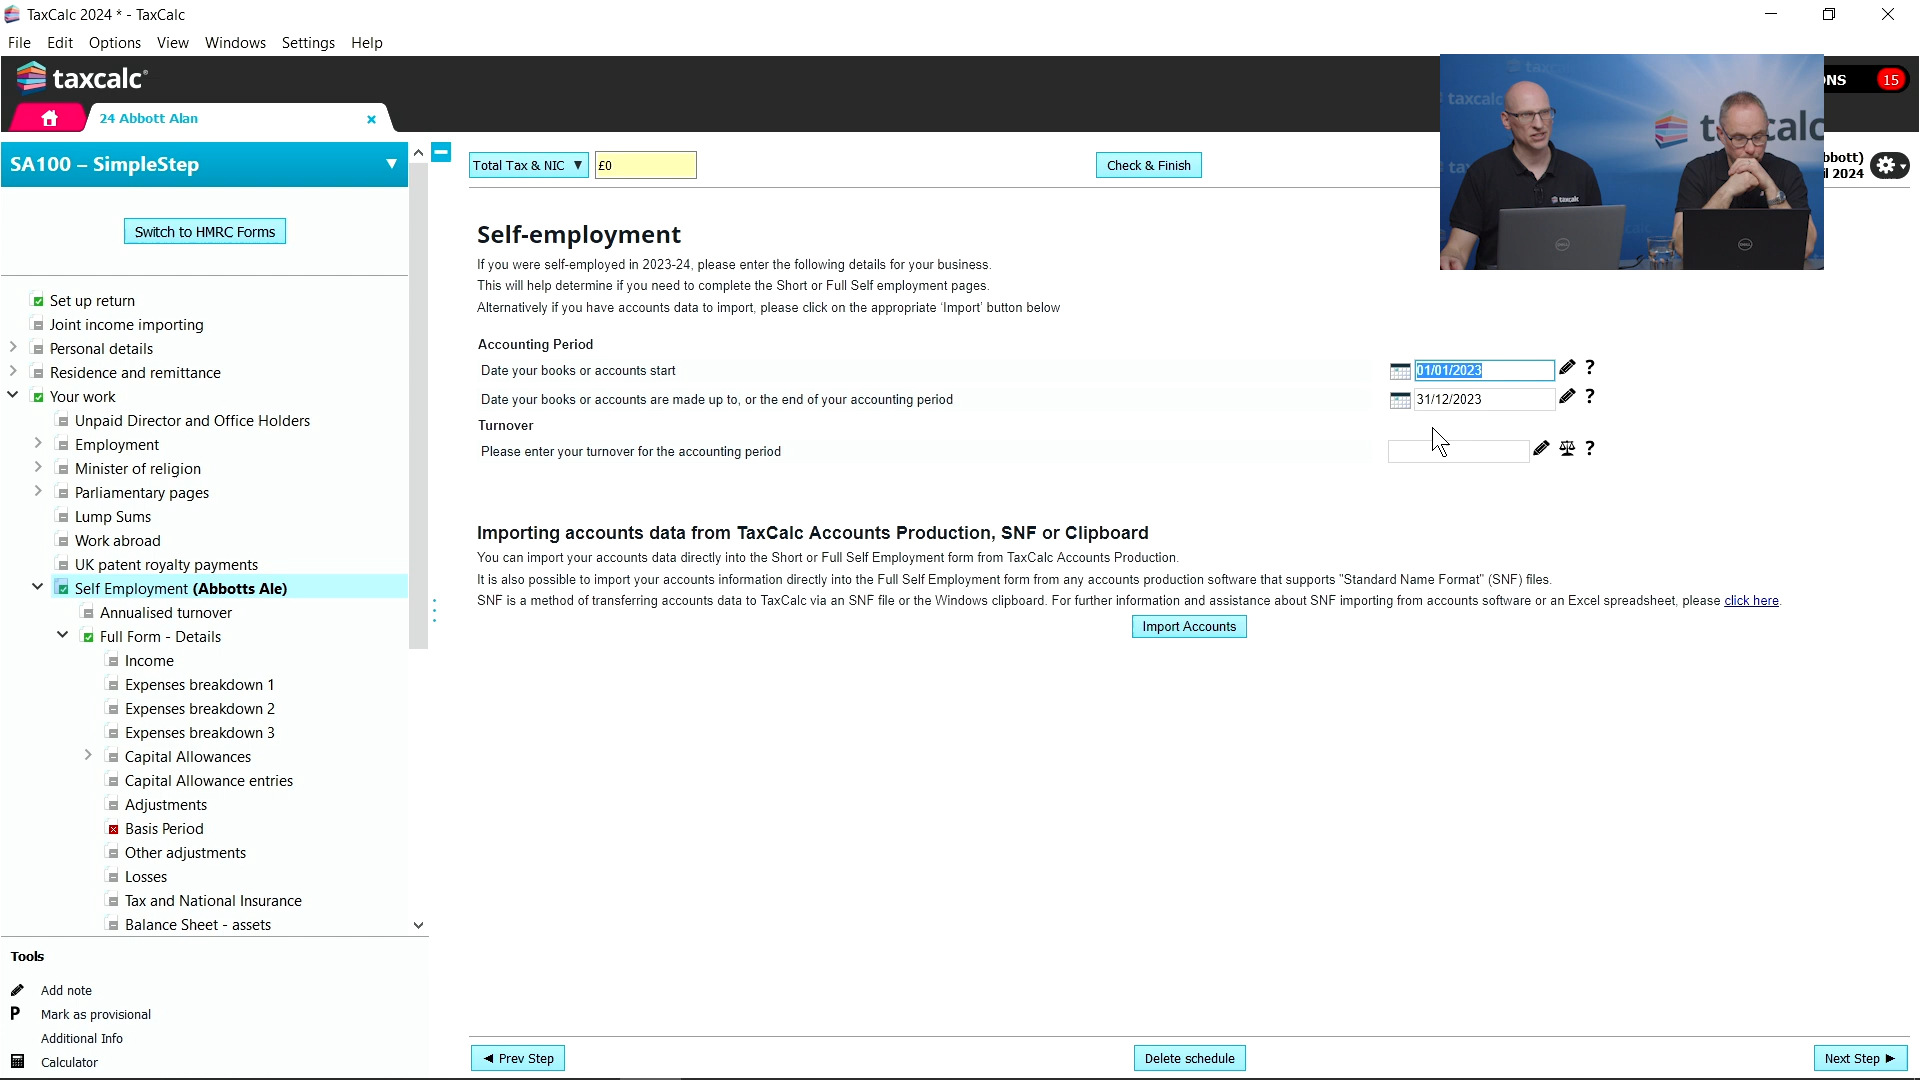 TaxCalc 2024 * - TaxCalc
File Edit Options View Windows Settings Help
taxcalc
NS 15
24 Abbott Alan
SA100 – SimpleStep
Total Tax & NIC £0
Check & Finish
bbott)
2024
Switch to HMRC Forms
Set up return
Joint income importing
Personal details
Residence and remittance
Your work
Unpaid Director and Office Holders
Employment
Minister of religion
Parliamentary pages
Lump Sums
Work abroad
UK patent royalty payments
Self Employment (Abbotts Ale)
Annualised turnover
Full Form - Details
Income
Expenses breakdown 1
Expenses breakdown 2
Expenses breakdown 3
Capital Allowances
Capital Allowance entries
Adjustments
Basis Period
Other adjustments
Losses
Tax and National Insurance
Balance Sheet - assets
Tools
Add note
P Mark as provisional
Additional Info
Calculator
Self-employment
If you were self-employed in 2023-24, please enter the following details for your business.
This will help determine if you need to complete the Short or Full Self employment pages.
Alternatively if you have accounts data to import, please click on the appropriate 'Import' button below
Accounting Period
Date your books or accounts start 01/01/2023 ?
Date your books or accounts are made up to, or the end of your accounting period 31/12/2023 ?
Turnover
Please enter your turnover for the accounting period ?
Importing accounts data from TaxCalc Accounts Production, SNF or Clipboard
You can import your accounts data directly into the Short or Full Self Employment form from TaxCalc Accounts Production.
It is also possible to import your accounts information directly into the Full Self Employment form from any accounts production software that supports "Standard Name Format" (SNF) files.
SNF is a method of transferring accounts data to TaxCalc via an SNF file or the Windows clipboard. For further information and assistance about SNF importing from accounts software or an Excel spreadsheet, please click here.
Import Accounts
Prev Step
Delete schedule
Next Step
taxcalc
taxcalc
DELL
DELL